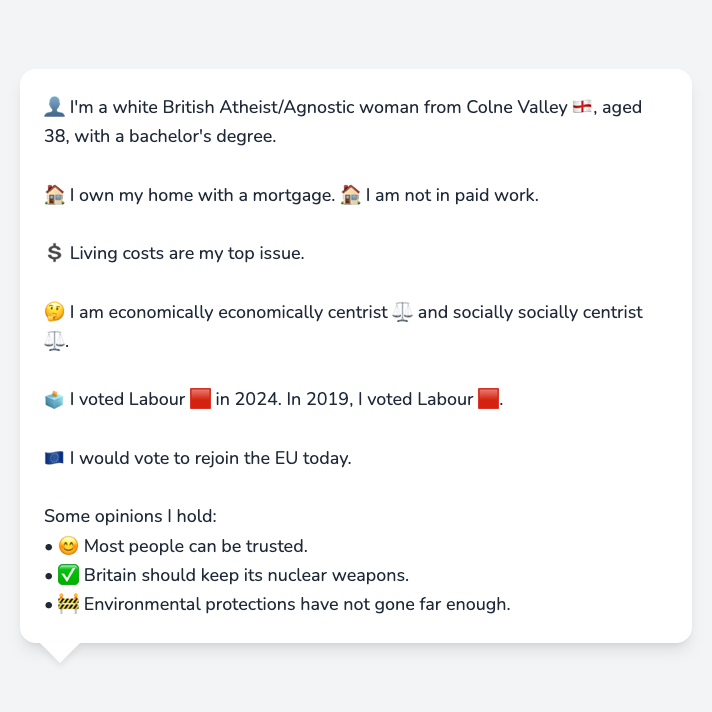 👤 I'm a white British Atheist/Agnostic woman from Colne Valley 🏴󠁧󠁢󠁥󠁮󠁧󠁿, aged
38, with a bachelor's degree.
🏠 I own my home with a mortgage. 🏠 I am not in paid work.
💲 Living costs are my top issue.
🤔 I am economically economically centrist ⚖️ and socially socially centrist
⚖️.
🗳️ I voted Labour 🟥 in 2024. In 2019, I voted Labour 🟥.
🇪🇺 I would vote to rejoin the EU today.
Some opinions I hold:
• 😊 Most people can be trusted.
• ✅ Britain should keep its nuclear weapons.
• 🚧 Environmental protections have not gone far enough.